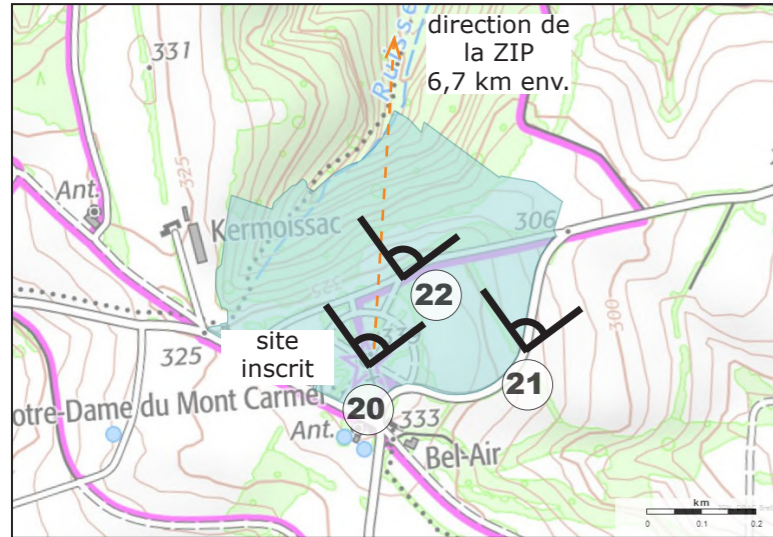 direction de
la ZIP
6,7 km env.
331
325
Ant.
Kermoissac
306
22
300
325
site
inscrit
21
20
otre-Dame du Mont Carmel
333
Ant.
Bel-Air
km
0 0.1 0.2